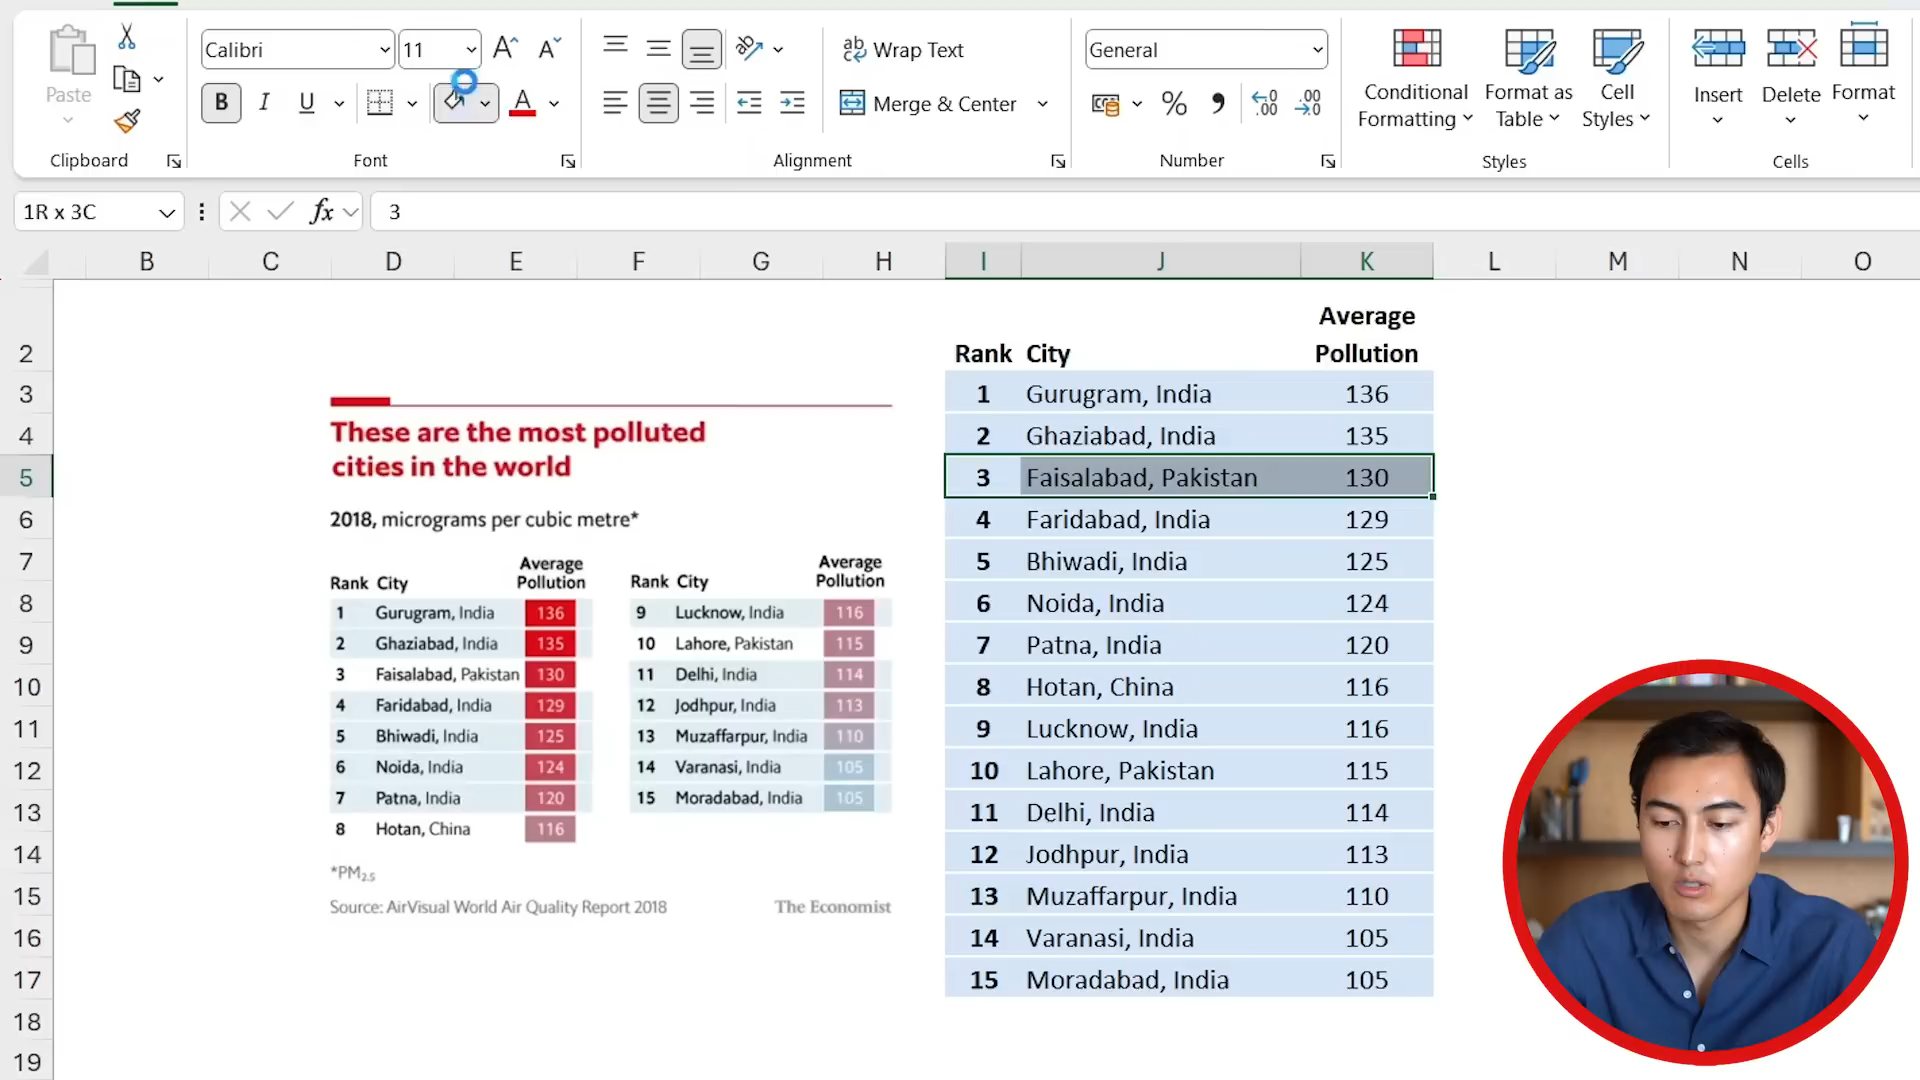 Paste
Clipboard
Calibri
11
B I U
A
Font
ab Wrap Text
Merge & Center
Alignment
General
% 9
Number
Conditional Formatting
Format as Table
Cell Styles
Styles
Insert
Delete
Format
Cells
1R x 3C
fx
3
B C D E F G H I J K L M N O
2
3
4
5
6
7
8
9
10
11
12
13
14
15
16
17
18
19
These are the most polluted
cities in the world
2018, micrograms per cubic metre*
Rank City Average Pollution
1 Gurugram, India 136
2 Ghaziabad, India 135
3 Faisalabad, Pakistan 130
4 Faridabad, India 129
5 Bhiwadi, India 125
6 Noida, India 124
7 Patna, India 120
8 Hotan, China 116
Rank City Average Pollution
9 Lucknow, India 116
10 Lahore, Pakistan 115
11 Delhi, India 114
12 Jodhpur, India 113
13 Muzaffarpur, India 110
14 Varanasi, India 105
15 Moradabad, India 105
*PM2.5
Source: AirVisual World Air Quality Report 2018
The Economist
Rank City Average Pollution
1 Gurugram, India 136
2 Ghaziabad, India 135
3 Faisalabad, Pakistan 130
4 Faridabad, India 129
5 Bhiwadi, India 125
6 Noida, India 124
7 Patna, India 120
8 Hotan, China 116
9 Lucknow, India 116
10 Lahore, Pakistan 115
11 Delhi, India 114
12 Jodhpur, India 113
13 Muzaffarpur, India 110
14 Varanasi, India 105
15 Moradabad, India 105